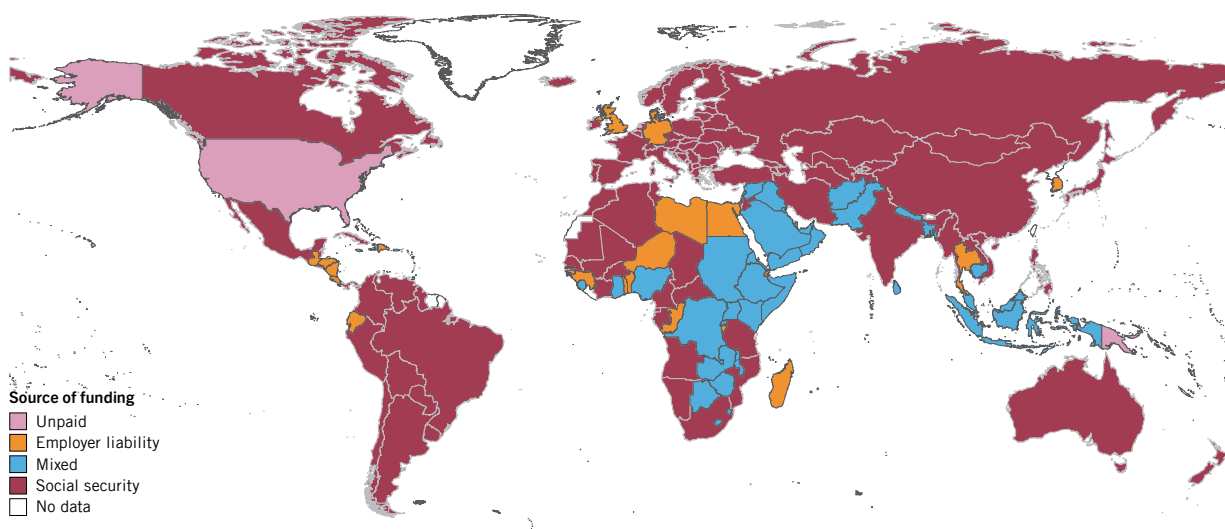 Source of funding
Unpaid
Employer liability
Mixed
Social security
No data